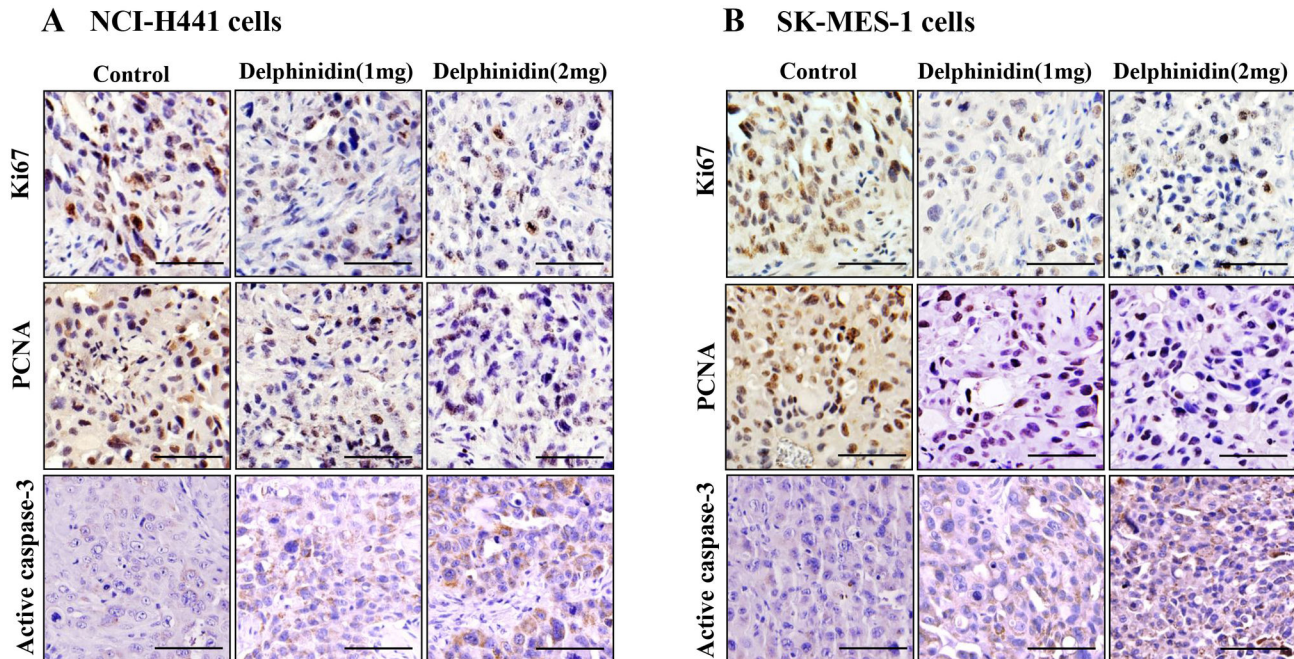 A NCI-H441 cells
Control Delphinidin(1mg) Delphinidin(2mg)
Ki67
PCNA
Active caspase-3
B SK-MES-1 cells
Control Delphinidin(1mg) Delphinidin(2mg)
Ki67
PCNA
Active caspase-3